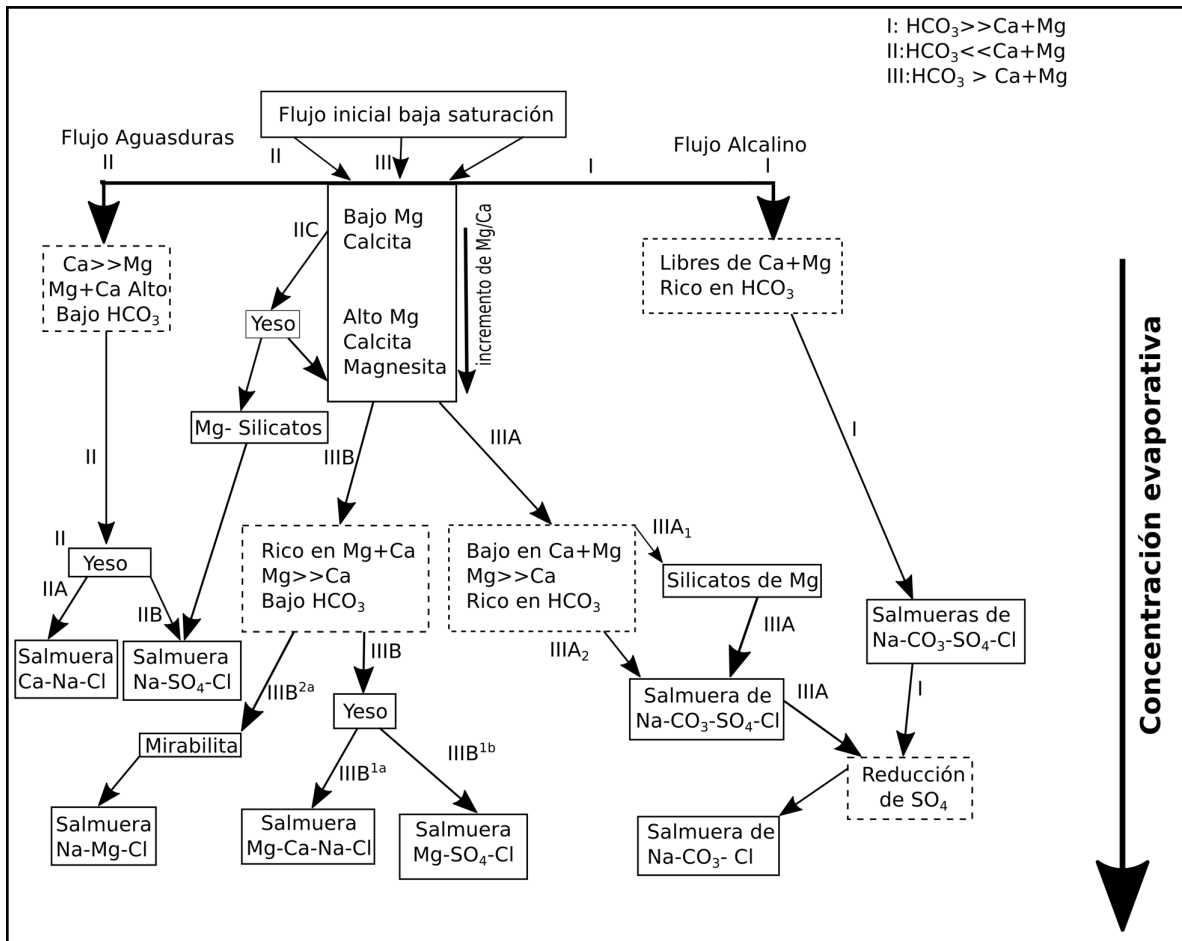 I: HCO₃>>Ca+Mg
II:HCO₃<<Ca+Mg
III:HCO₃ > Ca+Mg
Flujo inicial baja saturación
Flujo Aguasduras
II
II
III
I
Flujo Alcalino
I
Ca>>Mg
Mg+Ca Alto
Bajo HCO₃
IIC
Bajo Mg
Calcita
Alto Mg
Calcita
Magnesita
incremento de Mg/Ca
Libres de Ca+Mg
Rico en HCO₃
Yeso
Mg- Silicatos
II
IIIB
IIIA
I
Concentración evaporativa
II
Yeso
IIA
IIB
Salmuera
Ca-Na-Cl
Salmuera
Na-SO₄-Cl
Rico en Mg+Ca
Mg>>Ca
Bajo HCO₃
Bajo en Ca+Mg
Mg>>Ca
Rico en HCO₃
IIIA₁
Silicatos de Mg
IIIA
IIIA₂
Salmueras de
Na-CO₃-SO₄-Cl
I
IIIB²ᵃ
IIIB
Yeso
Mirabilita
IIIB¹ᵃ
IIIB¹ᵇ
Salmuera de
Na-CO₃-SO₄-Cl
IIIA
Reducción
de SO₄
Salmuera
Na-Mg-Cl
Salmuera
Mg-Ca-Na-Cl
Salmuera
Mg-SO₄-Cl
Salmuera de
Na-CO₃- Cl